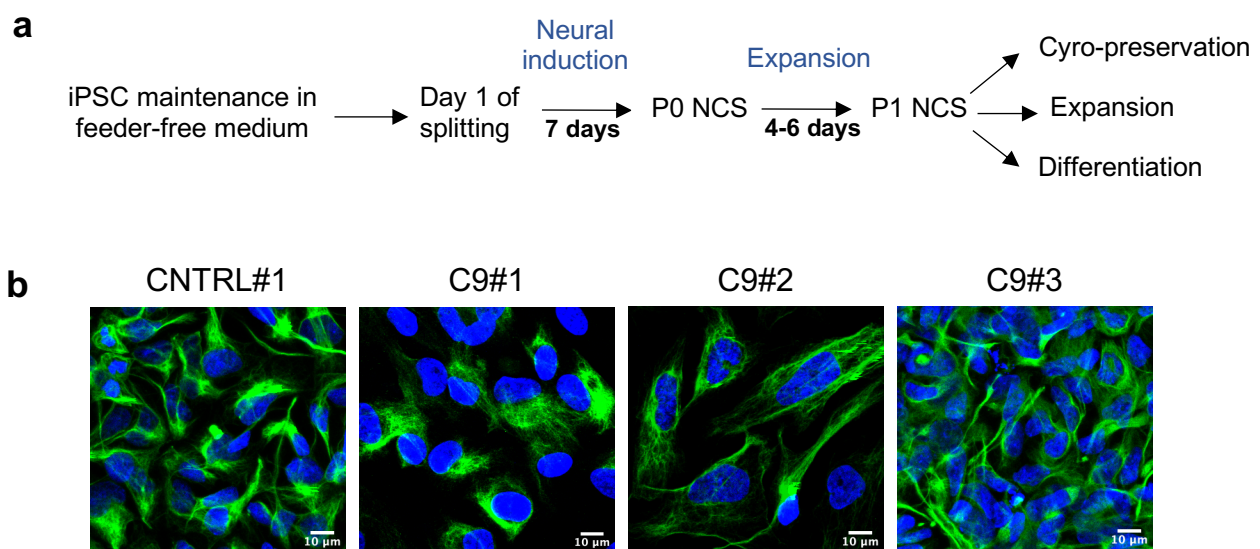 a
Neural
induction
Expansion
Cyro-preservation
iPSC maintenance in
feeder-free medium
Day 1 of
splitting
7 days
P0 NCS
4-6 days
P1 NCS
Expansion
Differentiation
b
CNTRL#1
C9#1
C9#2
C9#3
10 µm
10 µm
10 µm
10 µm